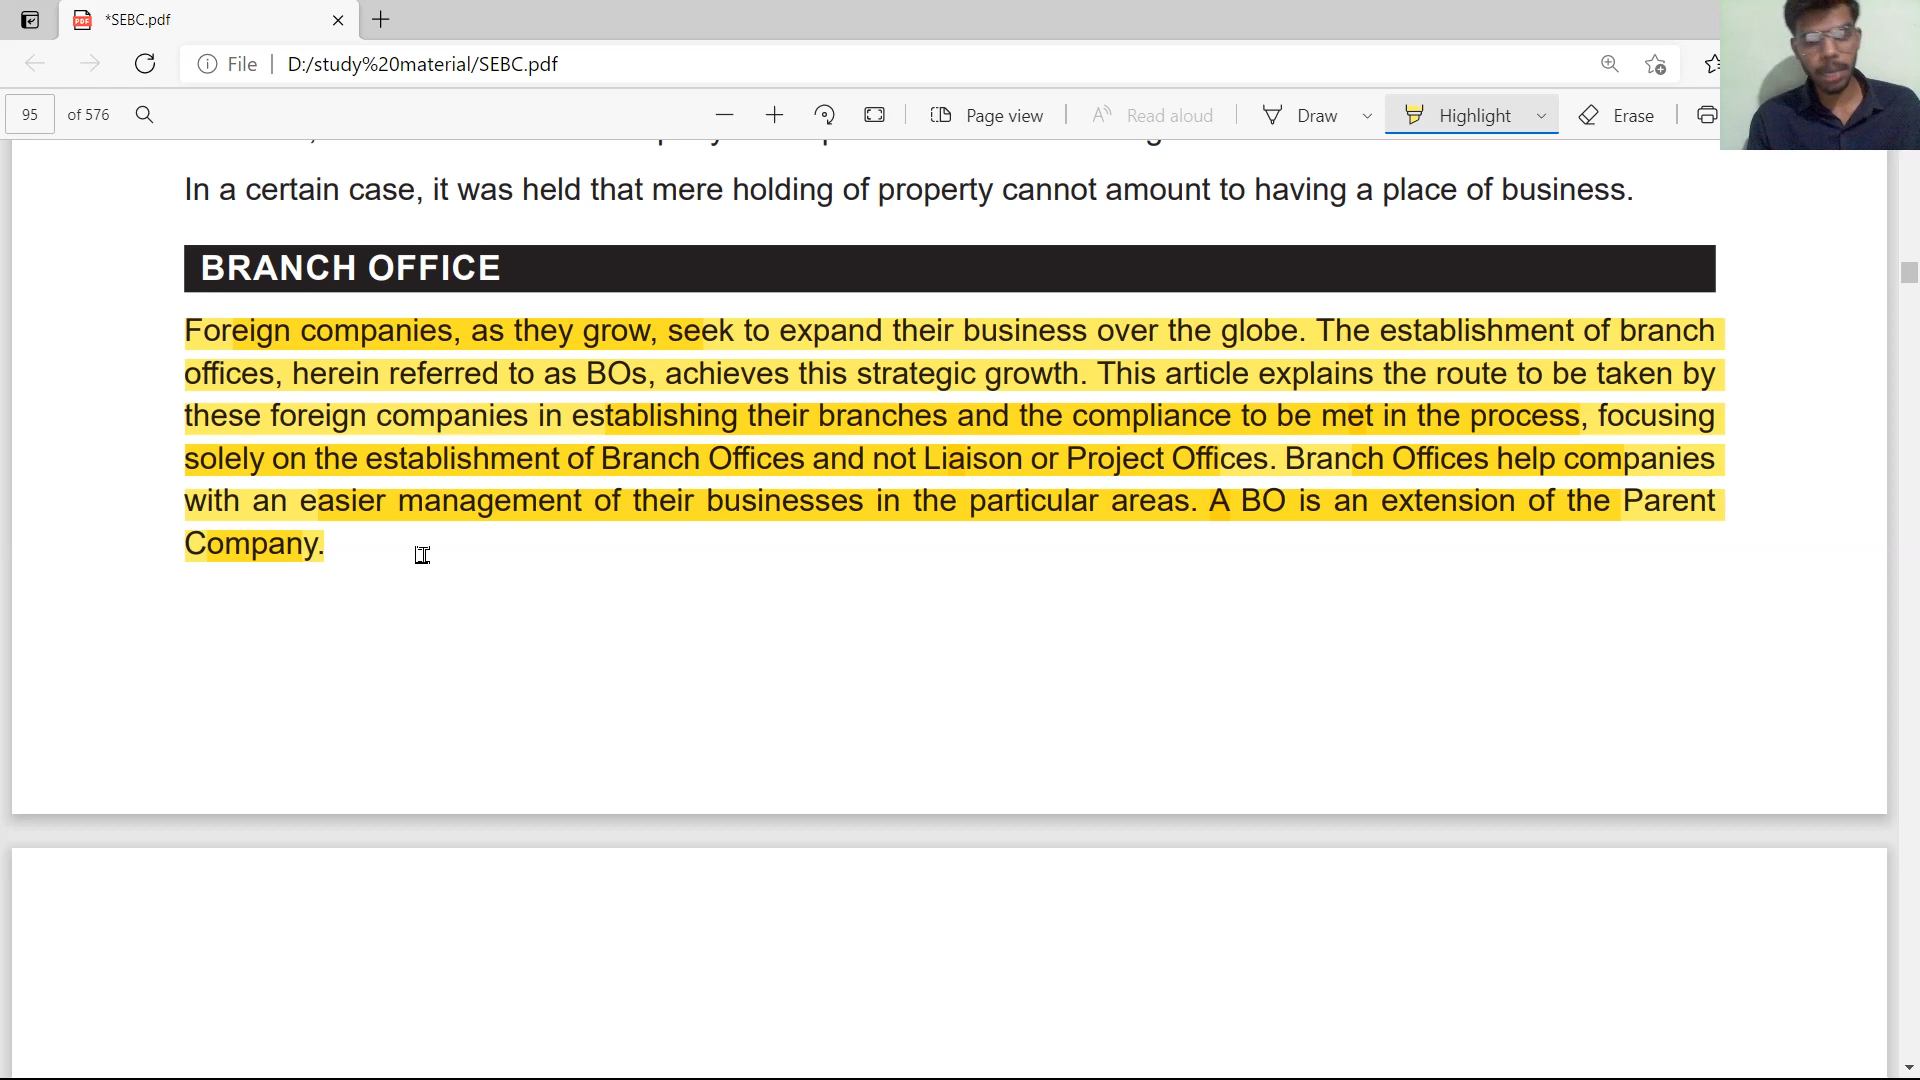 *SEBC.pdf
File
D:/study%20material/SEBC.pdf
95 of 576
Page view
Read aloud
Draw
Highlight
Erase
In a certain case, it was held that mere holding of property cannot amount to having a place of business.
BRANCH OFFICE
Foreign companies, as they grow, seek to expand their business over the globe. The establishment of branch
offices, herein referred to as BOs, achieves this strategic growth. This article explains the route to be taken by
these foreign companies in establishing their branches and the compliance to be met in the process, focusing
solely on the establishment of Branch Offices and not Liaison or Project Offices. Branch Offices help companies
with an easier management of their businesses in the particular areas. A BO is an extension of the Parent
Company.